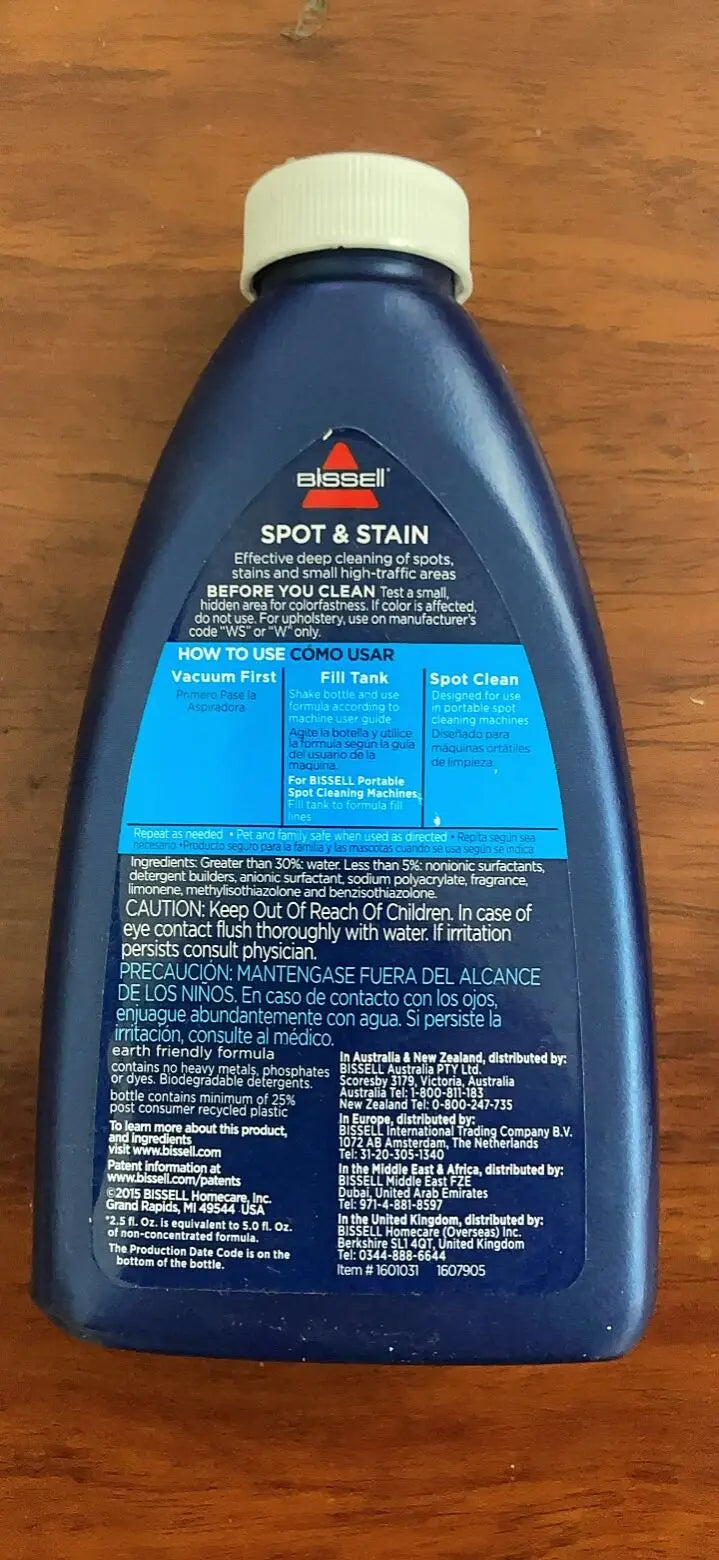 BISSELL
SPOT & STAIN
Effective deep cleaning of spots,
stains and small high-traffic areas
BEFORE YOU CLEAN Test a small,
hidden area for colorfastness. If color is affected,
do not use. For upholstery, use on manufacturer's
code "WS" or "W" only.
HOW TO USE CÓMO USAR
Vacuum First
Primero Pase la
Aspiradora
Fill Tank
Shake bottle and use
formula according to
machine user guide
Agite la botella y utilice
la fórmula según la guía
del usuario de la
máquina.
For BISSELL Portable
Spot Cleaning Machines,
Fill tank to formula fill
lines
Spot Clean
Designed for use
in portable spot
cleaning machines
Diseñado para
máquinas ortátiles
de limpieza.
Repeat as needed • Pet and family safe when used as directed • Repita según sea
necesario •Producto seguro para la familia y las mascotas cuando se usa según se indica
Ingredients: Greater than 30%: water. Less than 5%: nonionic surfactants,
detergent builders, anionic surfactant, sodium polyacrylate, fragrance,
limonene, methylisothiazolone and benzisothiazolone.
CAUTION: Keep Out Of Reach Of Children. In case of
eye contact flush thoroughly with water. If irritation
persists consult physician.
PRECAUCIÓN: MANTENGASE FUERA DEL ALCANCE
DE LOS NIÑOS. En caso de contacto con los ojos,
enjuague abundantemente con agua. Si persiste la
irritación, consulte al médico.
earth friendly formula
contains no heavy metals, phosphates
or dyes. Biodegradable detergents.
bottle contains minimum of 25%
post consumer recycled plastic
To learn more about this product,
and ingredients
visit www.bissell.com
Patent information at
www.bissell.com/patents
©2015 BISSELL Homecare, Inc.
Grand Rapids, MI 49544 USA
*2.5 fl. Oz. is equivalent to 5.0 fl. Oz.
of non-concentrated formula.
The Production Date Code is on the
bottom of the bottle.
In Australia & New Zealand, distributed by:
BISSELL Australia PTY Ltd.
Scoresby 3179, Victoria, Australia
Australia Tel: 1-800-811-183
New Zealand Tel: 0-800-247-735
In Europe, distributed by:
BISSELL International Trading Company B.V.
1072 AB Amsterdam, The Netherlands
Tel: 31-20-305-1340
In the Middle East & Africa, distributed by:
BISSELL Middle East FZE
Dubai, United Arab Emirates
Tel: 971-4-881-8597
In the United Kingdom, distributed by:
BISSELL Homecare (Overseas) Inc.
Berkshire SL1 4QT, United Kingdom
Tel: 0344-888-6644
Item # 1601031 1607905